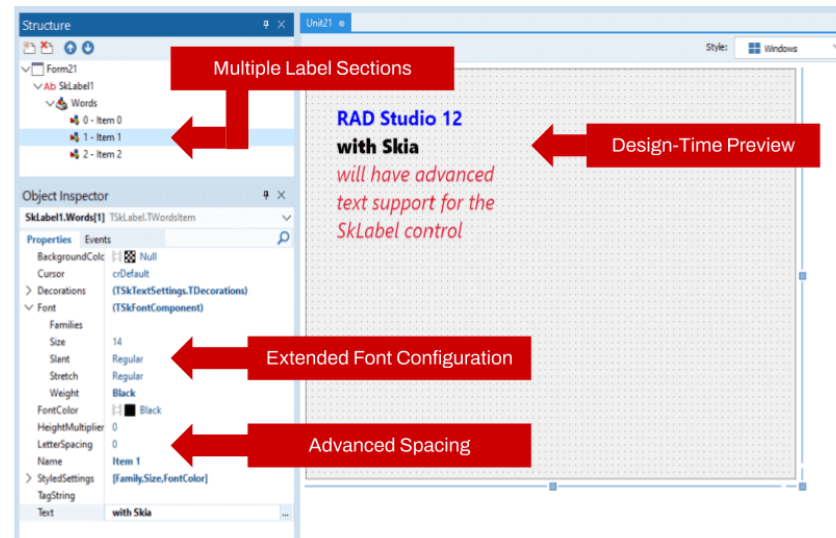 Structure
Unit21
Style: Windows
Form21
Ab SkLabel1
Words
0 - Item 0
1 - Item 1
2 - Item 2
Multiple Label Sections
RAD Studio 12
with Skia
will have advanced
text support for the
SkLabel control
Design-Time Preview
Object Inspector
SkLabel1.Words[1] TSkLabel.TWordsItem
Properties Events
BackgroundColc Null
Cursor crDefault
Decorations (TSkTextSettings.TDecorations)
Font (TSkFontComponent)
Families
Size 14
Slant Regular
Stretch Regular
Weight Black
FontColor Black
HeightMultiplier 0
LetterSpacing 0
Name Item 1
StyledSettings [Family,Size,FontColor]
TagString
Text with Skia ...
Extended Font Configuration
Advanced Spacing